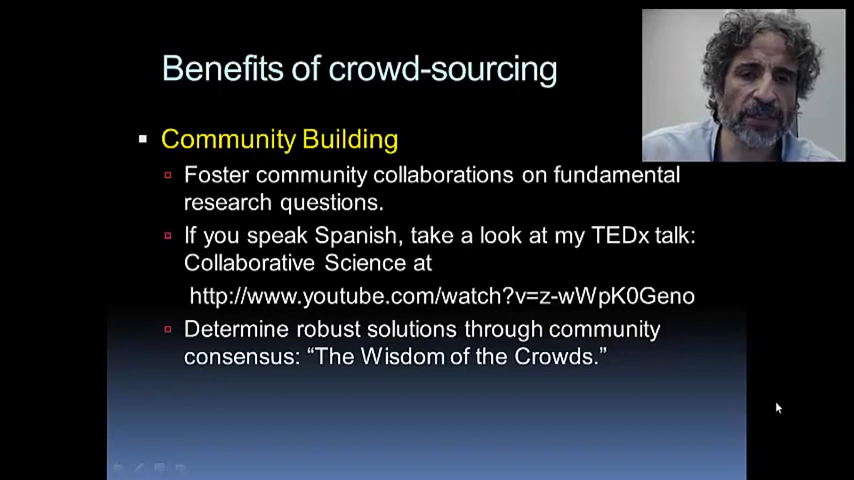 Benefits of crowd-sourcing
Community Building
Foster community collaborations on fundamental
research questions.
If you speak Spanish, take a look at my TEDx talk:
Collaborative Science at
http://www.youtube.com/watch?v=z-wWpK0Geno
Determine robust solutions through community
consensus: “The Wisdom of the Crowds.”